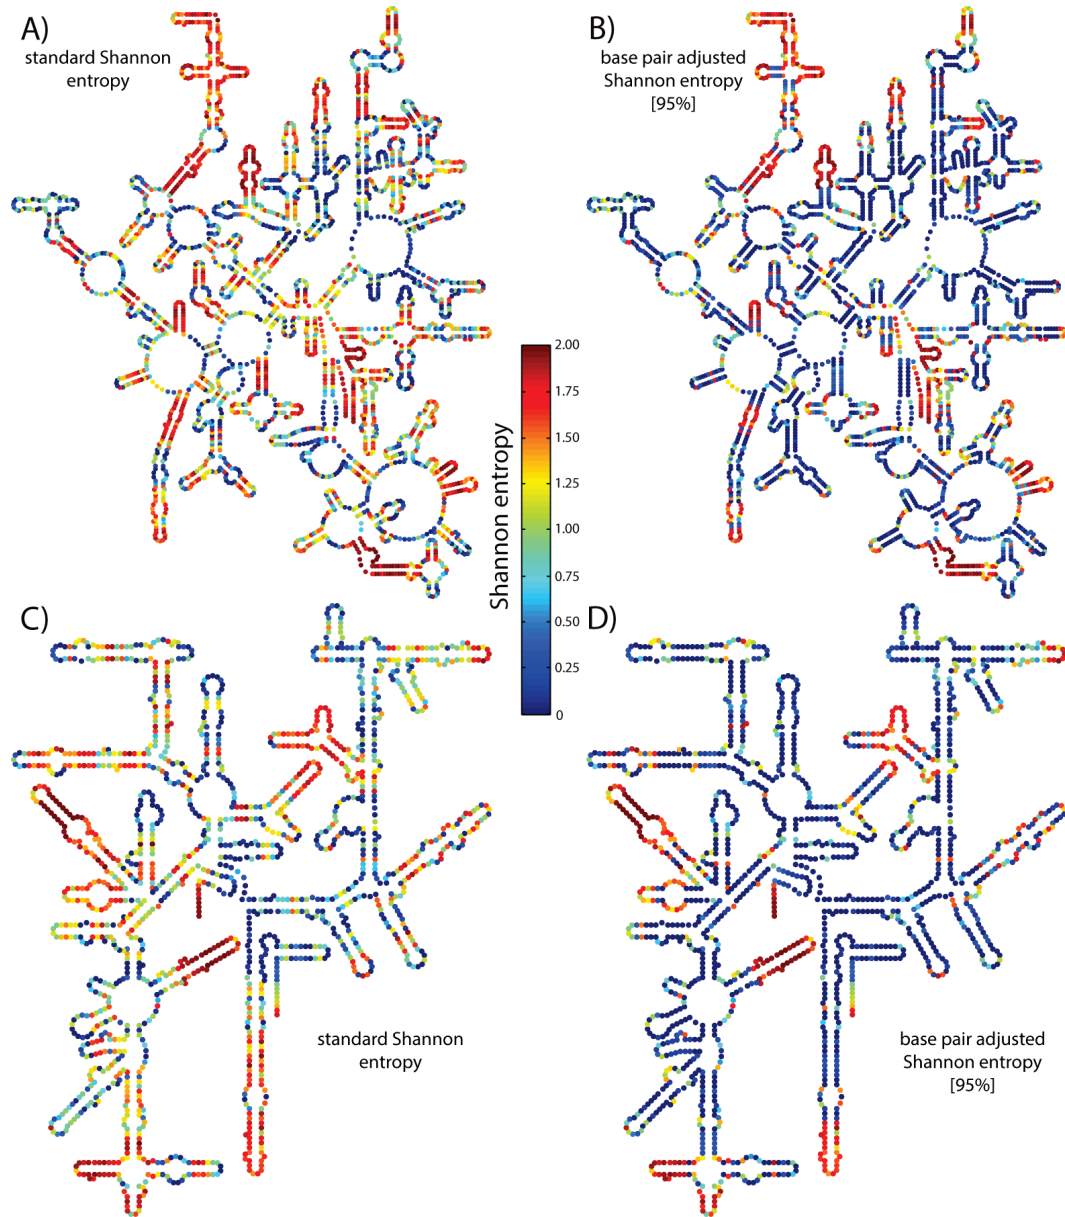 A)
standard Shannon
entropy
B)
base pair adjusted
Shannon entropy
[95%]
Shannon entropy
2.00
1.75
1.50
1.25
1.00
0.75
0.50
0.25
0
C)
standard Shannon
entropy
D)
base pair adjusted
Shannon entropy
[95%]